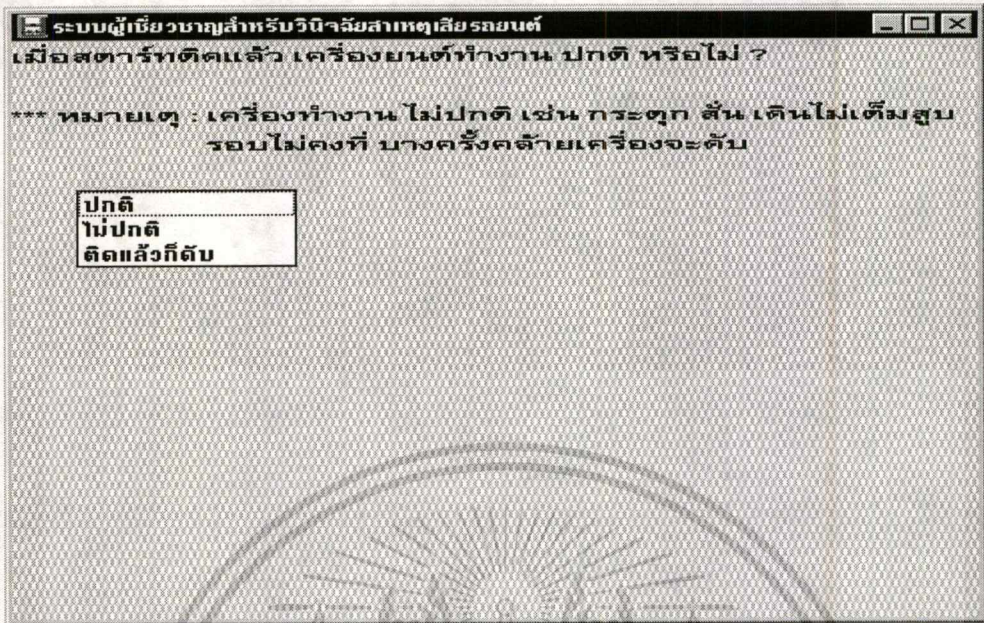 ระบบผู้เชี่ยวชาญสำหรับวินิจฉัยสาเหตุเสียรถยนต์
เมื่อสตาร์ทติดแล้ว เครื่องยนต์ทำงาน ปกติ หรือไม่ ?
*** หมายเตุ : เครื่องทำงาน ไม่ปกติ เช่น กระตุก สั่น เดินไม่เต็มสูบ
รอบไม่คงที่ บางครั้งคล้ายเครื่องจะดับ
ปกติ
ไม่ปกติ
ติดแล้วก็ดับ